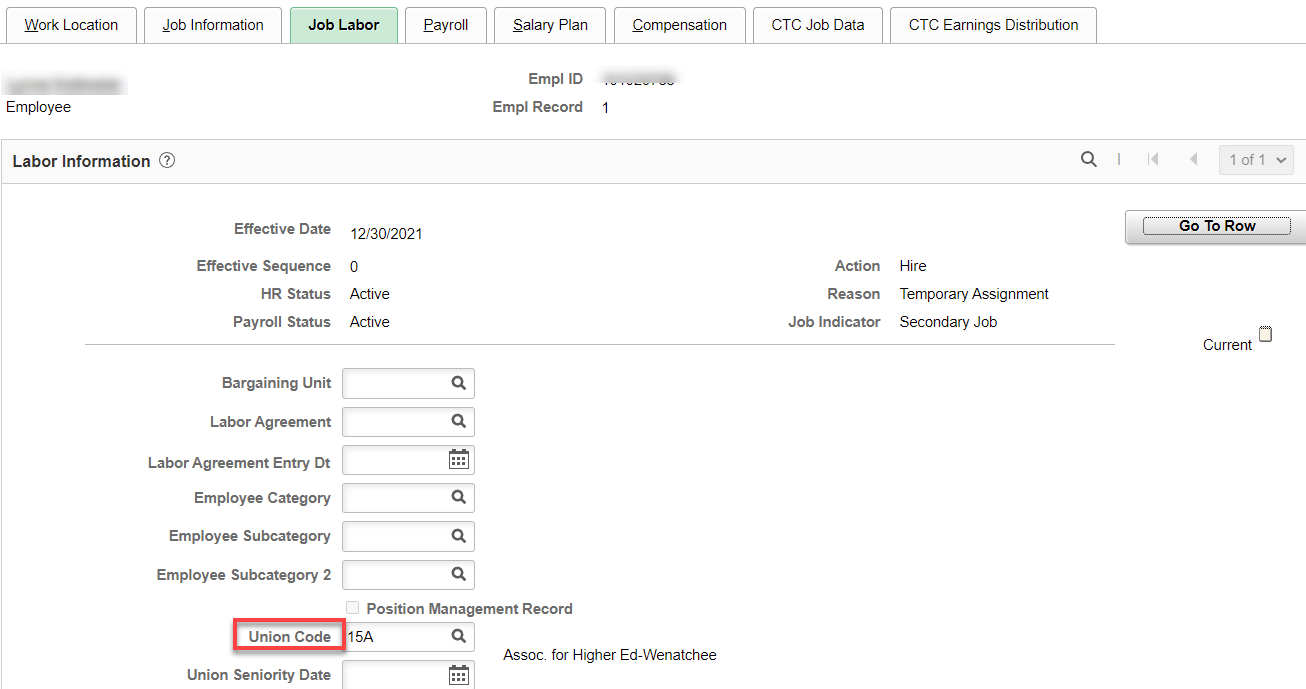 Work Location Job Information Job Labor Payroll Salary Plan Compensation CTC Job Data CTC Earnings Distribution
Empl ID
Employee Empl Record 1
Labor Information ? 1 of 1
Go To Row
Effective Date 12/30/2021
Effective Sequence 0 Action Hire
HR Status Active Reason Temporary Assignment
Payroll Status Active Job Indicator Secondary Job
Current
Bargaining Unit
Labor Agreement
Labor Agreement Entry Dt
Employee Category
Employee Subcategory
Employee Subcategory 2
Position Management Record
Union Code 15A
Assoc. for Higher Ed-Wenatchee
Union Seniority Date